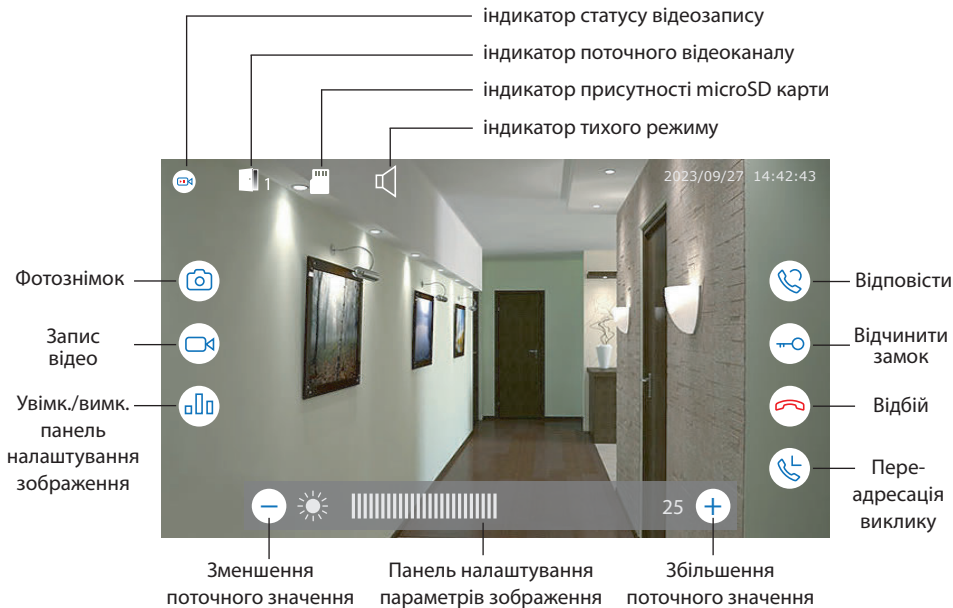 індикатор статусу відеозапису
індикатор поточного відеоканалу
індикатор присутності microSD карти
індикатор тихого режиму
1
2023/09/27 14:42:43
Фотознімок
Запис
відео
Увімк./вимк.
панель
налаштування
зображення
Відповісти
Відчинити
замок
Відбій
Пере-
адресація
виклику
25
Зменшення
поточного значення
Панель налаштування
параметрів зображення
Збільшення
поточного значення